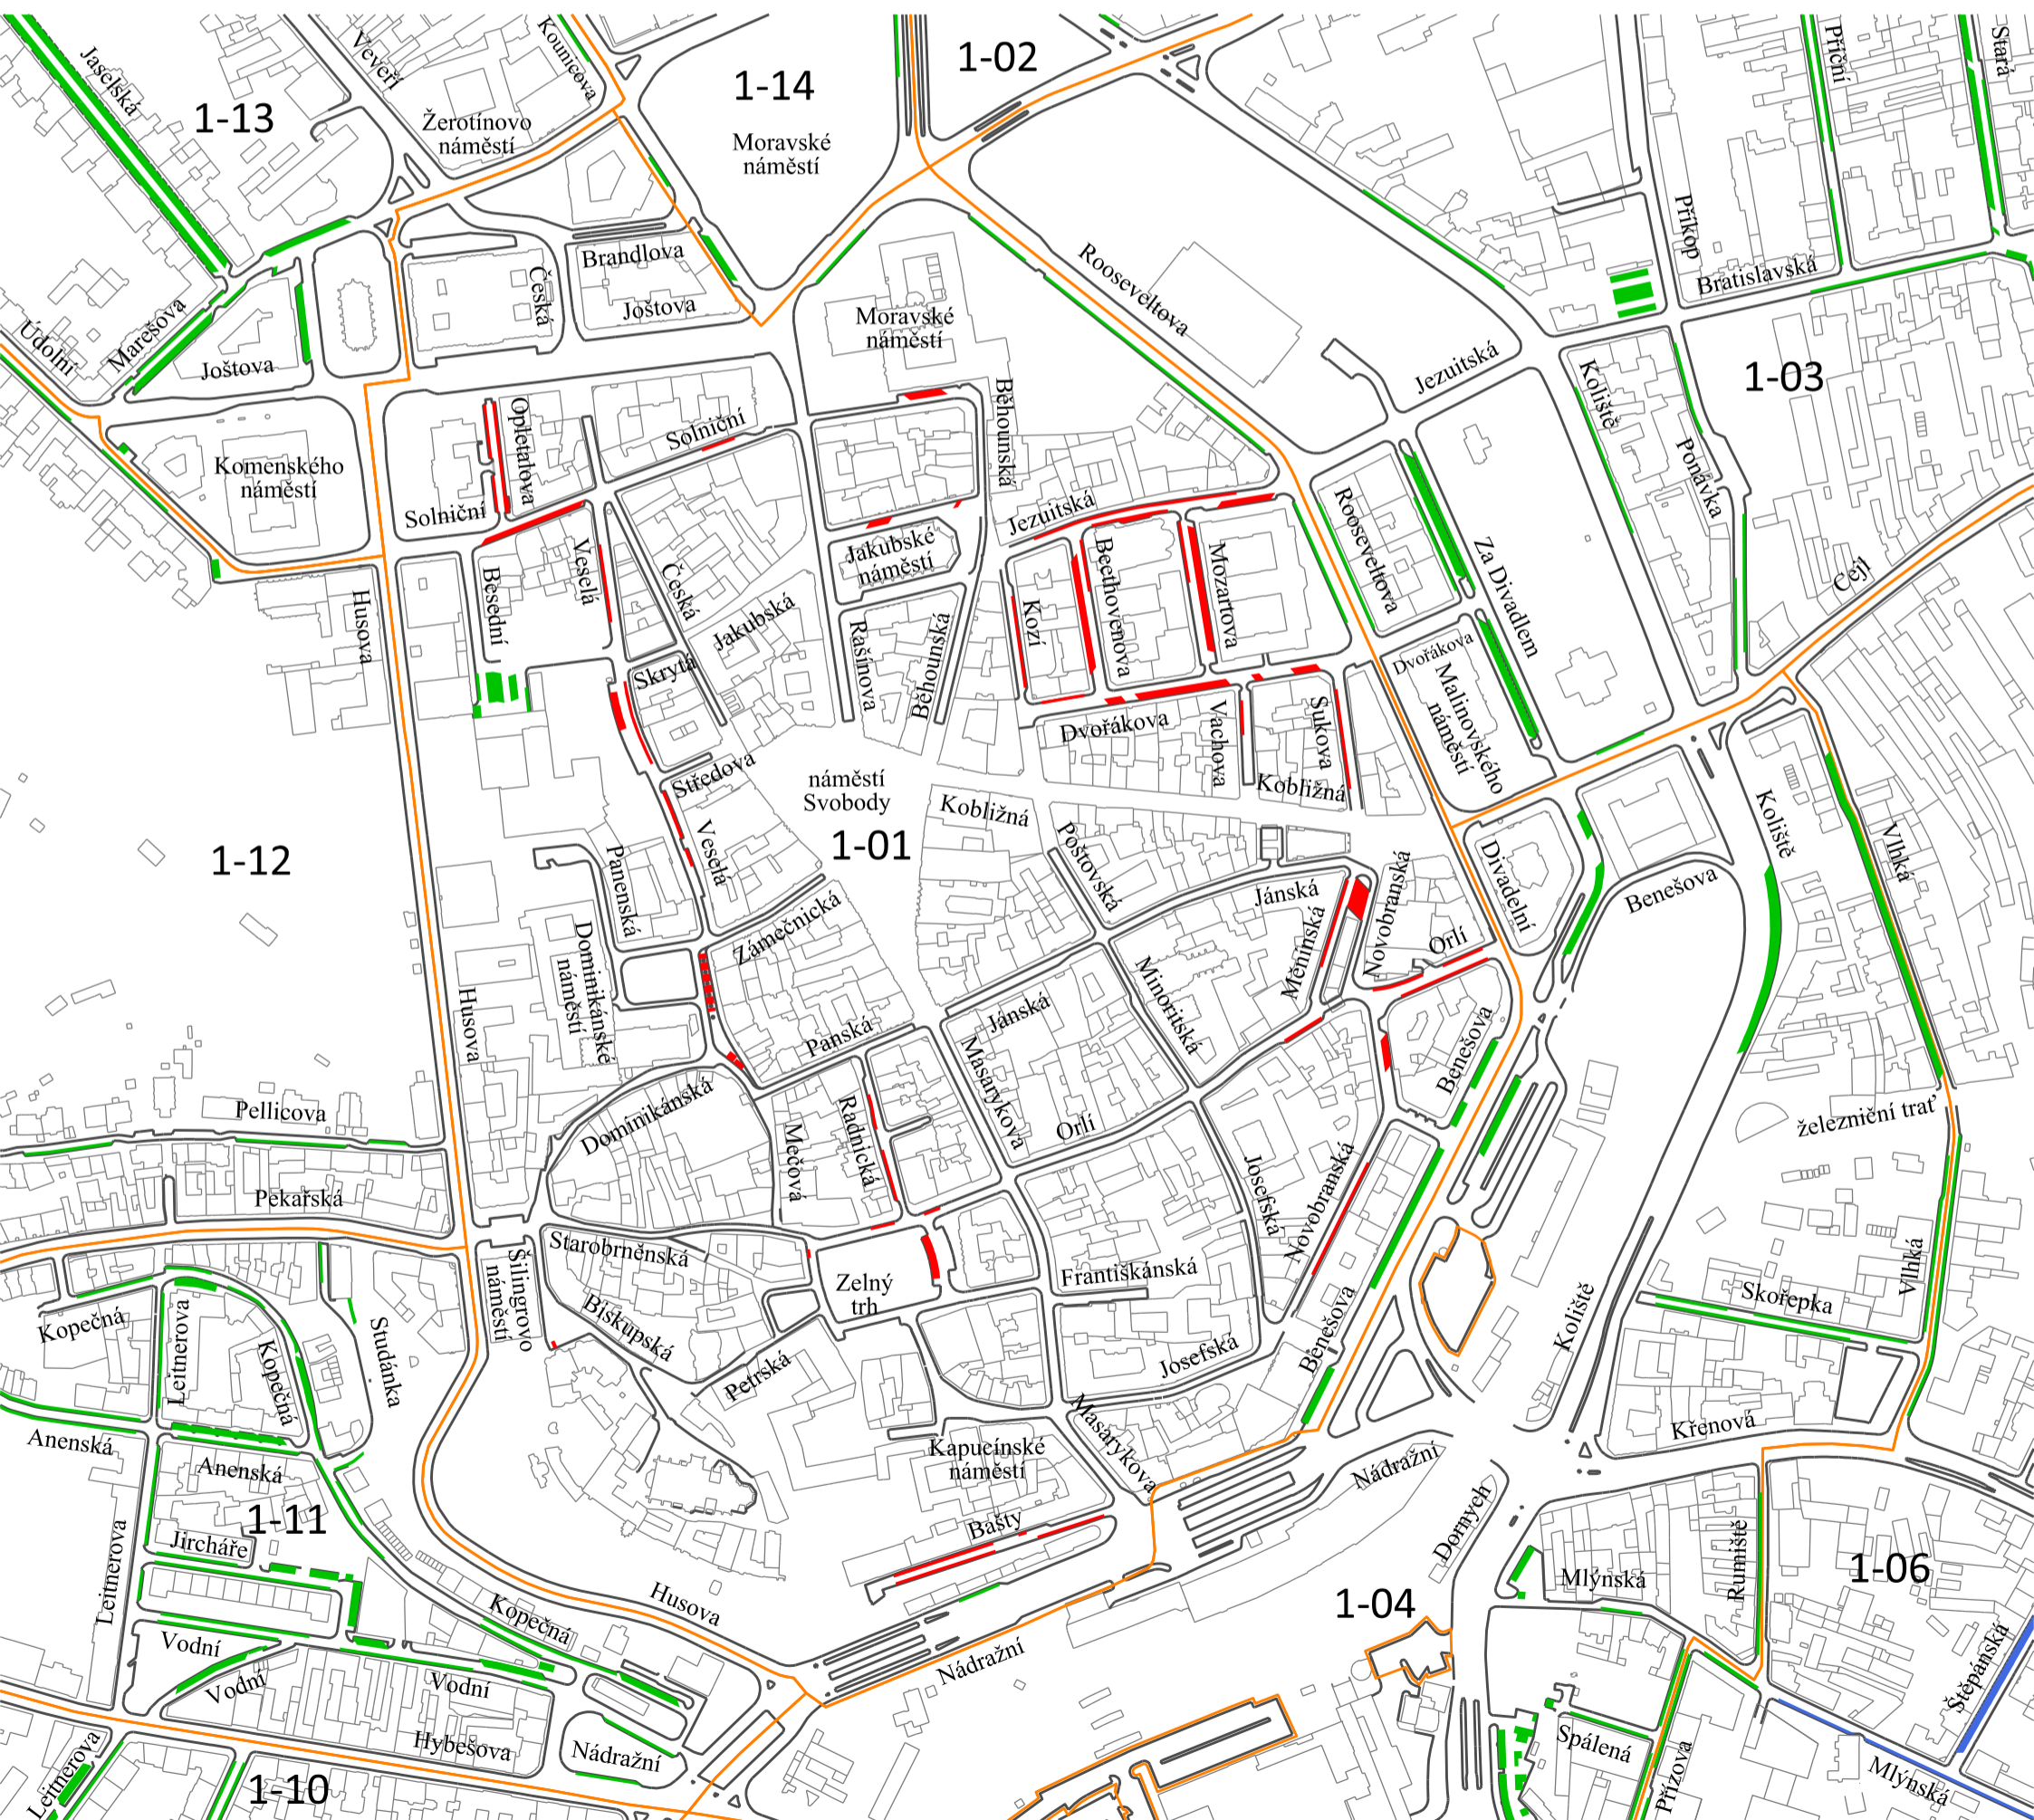 Jaselská
1-13
Veveří
Žerotínovo
náměstí
Kounicova
1-14
Moravské
náměstí
1-02
Příční
Stará
Příkop
Bratislavská
Údolní
Marešova
Joštova
Česká
Brandlova
Joštova
Moravské
náměstí
Rooseveltova
Jezuitská
Koliště
1-03
Ponávka
Cejl
Komenského
náměstí
Opletalova
Solniční
Solniční
Běhounská
Jezuitská
Jakubské
náměstí
Husova
Besední
Veselá
Česká
Jakubská
Skrytá
Rašínova
Běhounská
Kozí
Beethovenova
Mozartova
Rooseveltova
Za Divadlem
Dvořákova
Malinovského
náměstí
Dvořákova
Vachova
Sukova
Kobližná
Středova
náměstí
Svobody
1-01
Kobližná
1-12
Veselá
Panenská
Poštovská
Jánská
Novobranská
Divadelní
Benešova
Koliště
Vlhká
Zámečnická
Dominikánské
náměstí
Husova
Měnínská
Orlí
Minoritská
Jánská
Panská
Masarykova
Benešova
Pellicova
Dominikánská
Mečová
Radnická
Orlí
Josefská
Novobranská
železniční trať
Pekařská
Starobrněnská
Šilingrovo
náměstí
Biskupská
Zelný
trh
Františkánská
Benešova
Koliště
Skořepka
Vlhká
Kopečná
Leitnerova
Kopečná
Studánka
Petrská
Josefská
Masarykova
Křenová
Anenská
Anenská
Kapucínské
náměstí
Nádražní
Dornych
1-11
Jircháře
Leitnerova
Bašty
Mlýnská
Rumiště
1-06
1-04
Husova
Kopečná
Vodní
Vodní
Vodní
Nádražní
Štěpánská
Hybešova
Nádražní
Leitnerova
1-10
Spálená
Přízova
Mlýnská